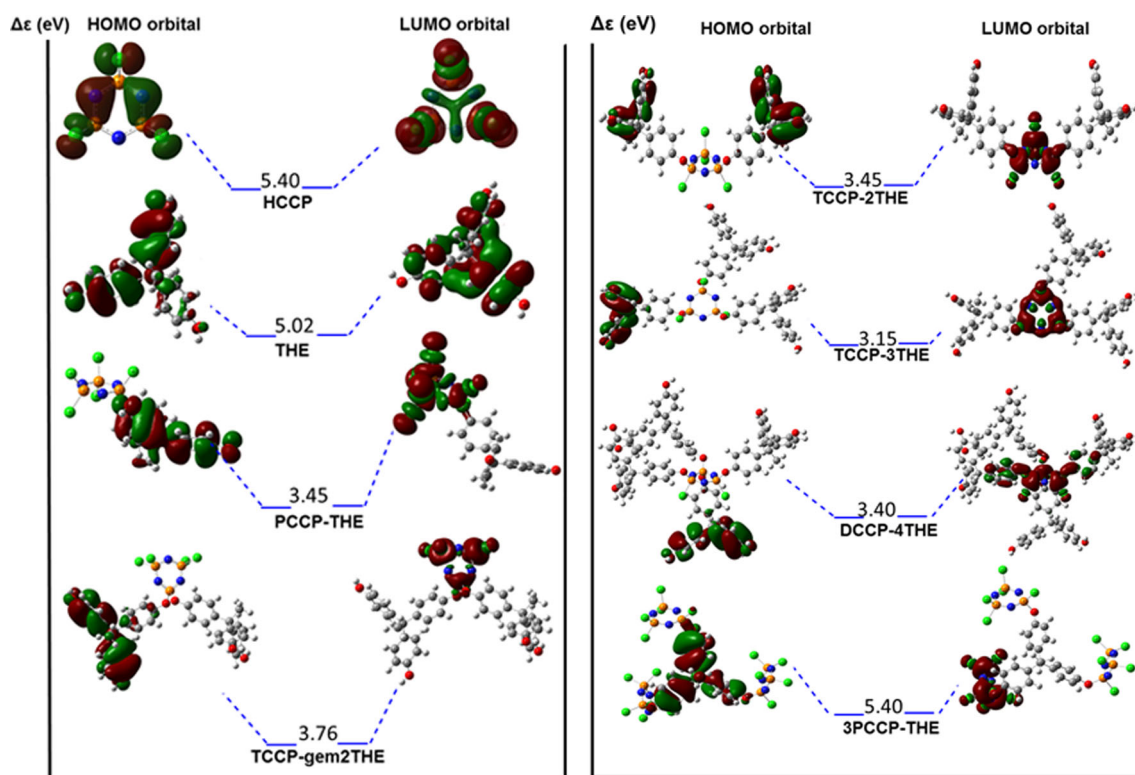 Δε (eV)
HOMO orbital
LUMO orbital
5.40
HCCP
5.02
THE
3.45
PCCP-THE
3.76
TCCP-gem2THE
Δε (eV)
HOMO orbital
LUMO orbital
3.45
TCCP-2THE
3.15
TCCP-3THE
3.40
DCCP-4THE
5.40
3PCCP-THE